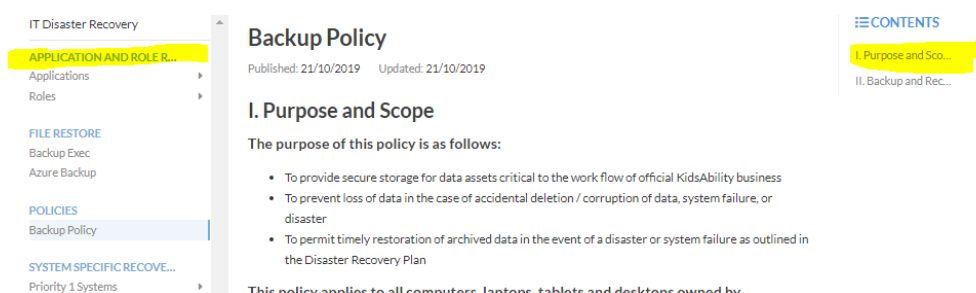 IT Disaster Recovery
APPLICATION AND ROLE R...
Applications
Roles
FILE RESTORE
Backup Exec
Azure Backup
POLICIES
Backup Policy
SYSTEM SPECIFIC RECOVE...
Priority 1 Systems
Backup Policy
Published: 21/10/2019 Updated: 21/10/2019
I. Purpose and Scope
The purpose of this policy is as follows:
• To provide secure storage for data assets critical to the work flow of official KidsAbility business
• To prevent loss of data in the case of accidental deletion / corruption of data, system failure, or
disaster
• To permit timely restoration of archived data in the event of a disaster or system failure as outlined in
the Disaster Recovery Plan
This policy applies to all computers, laptops, tablets and desktops owned by
CONTENTS
I. Purpose and Sco...
II. Backup and Rec...